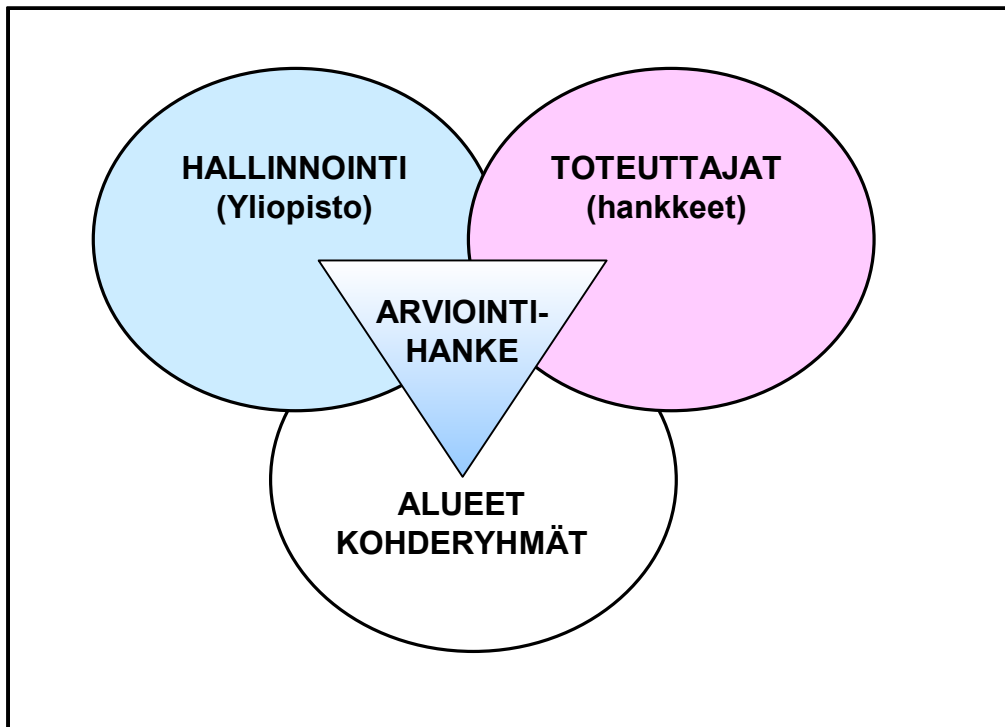 HALLINNOINTI
(Yliopisto)
TOTEUTTAJAT
(hankkeet)
ARVIOINTI-
HANKE
ALUEET
KOHDERYHMÄT